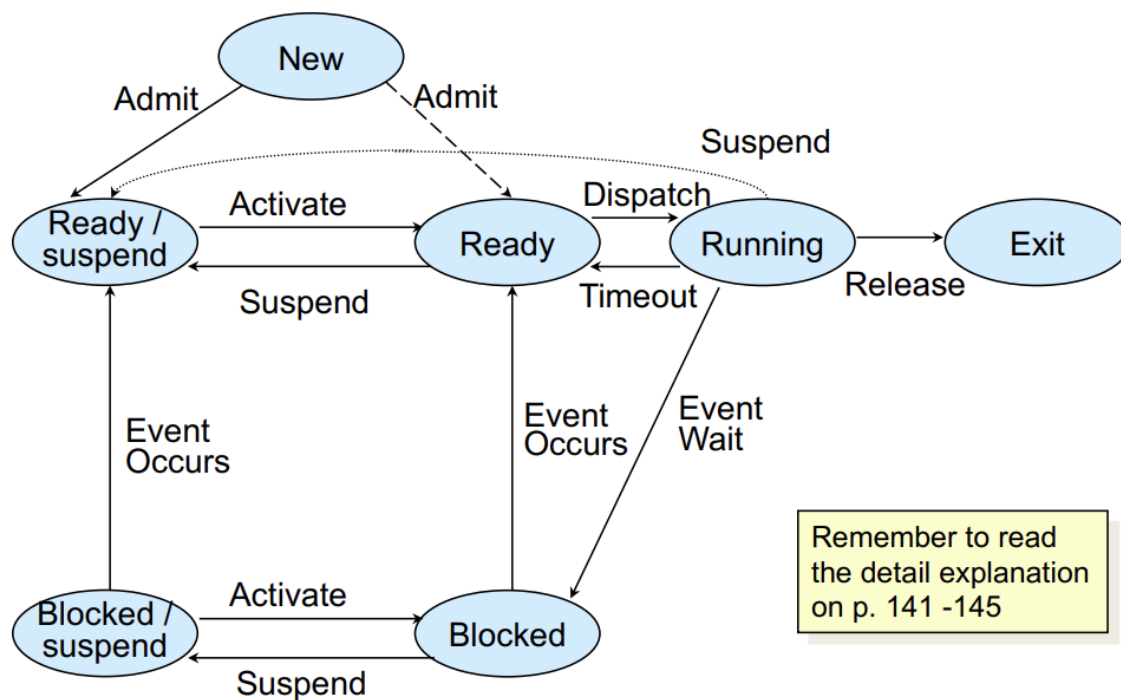 New
Admit
Admit
Suspend
Ready /
suspend
Activate
Suspend
Ready
Dispatch
Timeout
Running
Release
Exit
Event
Occurs
Event
Occurs
Event
Wait
Blocked /
suspend
Activate
Suspend
Blocked
Remember to read
the detail explanation
on p. 141 -145